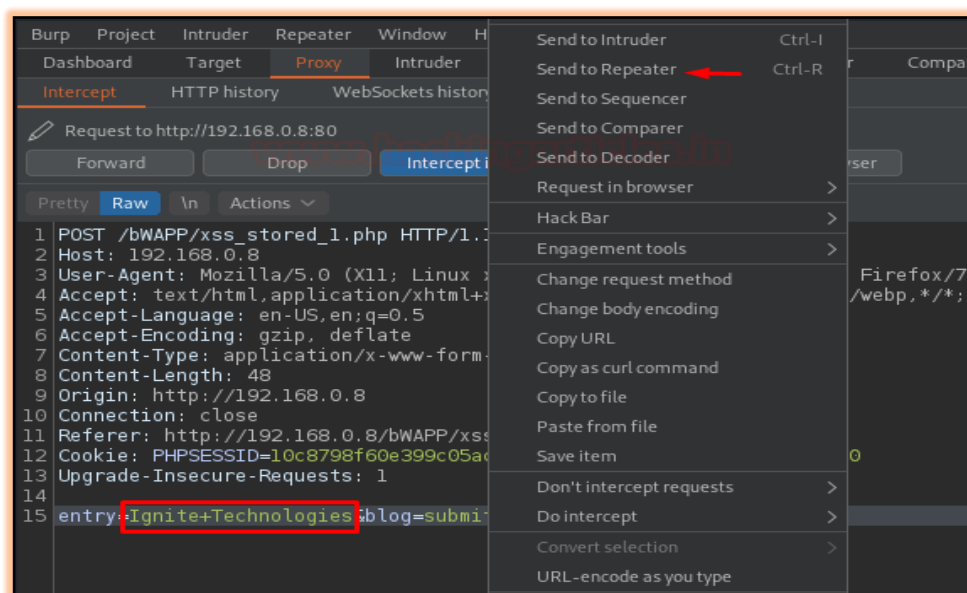 Burp Project Intruder Repeater Window H
Dashboard Target Proxy Intruder r Compa
Intercept HTTP history WebSockets history
Request to http://192.168.0.8:80
Forward Drop Intercept i ser
Pretty Raw \n Actions
1 POST /bWAPP/xss_stored_1.php HTTP/1.1
2 Host: 192.168.0.8
3 User-Agent: Mozilla/5.0 (X11; Linux x Firefox/7
4 Accept: text/html,application/xhtml+x /webp,*/*;
5 Accept-Language: en-US,en;q=0.5
6 Accept-Encoding: gzip, deflate
7 Content-Type: application/x-www-form-
8 Content-Length: 48
9 Origin: http://192.168.0.8
10 Connection: close
11 Referer: http://192.168.0.8/bWAPP/xss
12 Cookie: PHPSESSID=10c8798f60e399c05ac 0
13 Upgrade-Insecure-Requests: 1
14
15 entry=Ignite+Technologies&blog=submit
Send to Intruder Ctrl-I
Send to Repeater Ctrl-R
Send to Sequencer
Send to Comparer
Send to Decoder
Request in browser >
Hack Bar >
Engagement tools >
Change request method
Change body encoding
Copy URL
Copy as curl command
Copy to file
Paste from file
Save item
Don't intercept requests >
Do intercept >
Convert selection >
URL-encode as you type